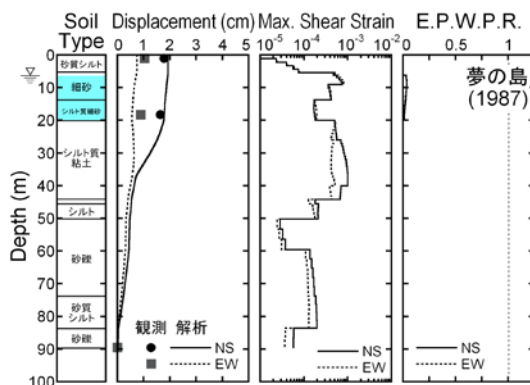 Soil Type
Displacement (cm)
Max. Shear Strain
E.P.W.P.R.
0 1 2 3 4 5
10-5 10-4 10-3 10-2
0 1
Depth (m)
0
10
20
30
40
50
60
70
80
90
100
砂質シルト
細砂
シルト質細砂
シルト質粘土
シルト
砂礫
砂質シルト
砂礫
観測 解析
NS
EW
NS
EW
夢の島
(1987)
NS
EW